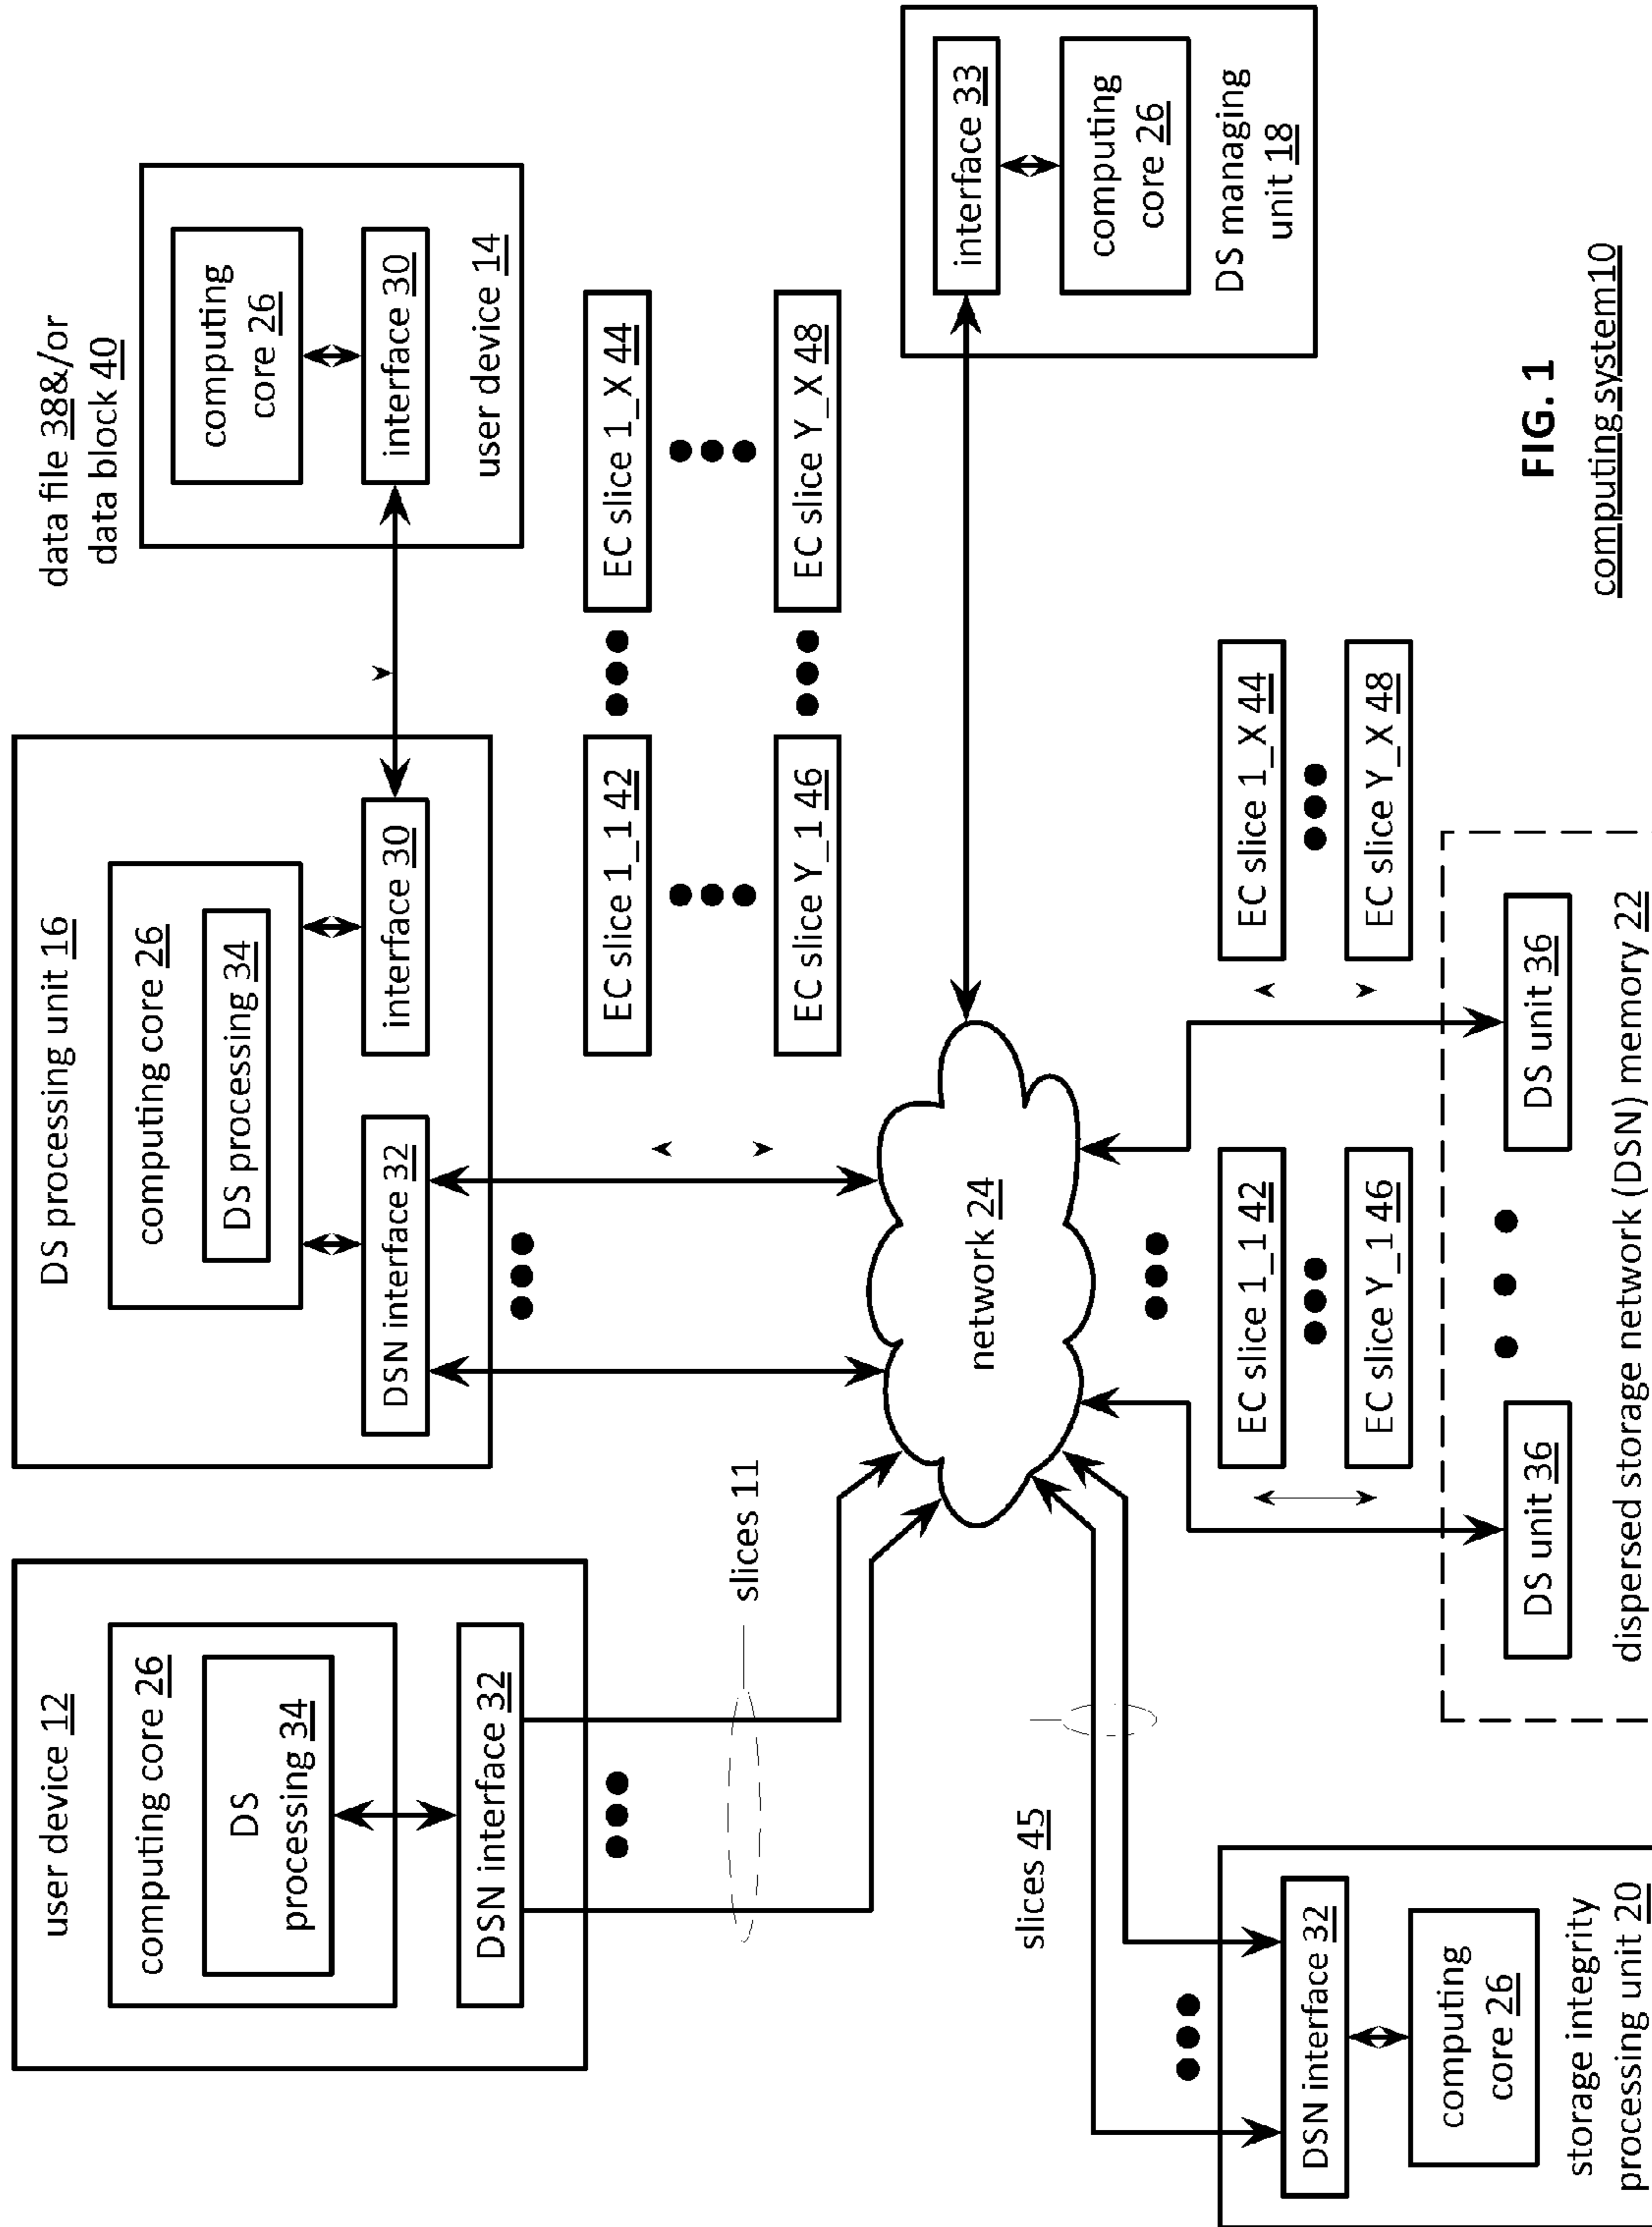 user device 12
computing core 26
DS
processing 34
DSN interface 32
slices 11
DS processing unit 16
computing core 26
DS processing 34
DSN interface 32
interface 30
data file 38&/or
data block 40
computing
core 26
interface 30
user device 14
EC slice 1_1 42
EC slice 1_X 44
EC slice Y_1 46
EC slice Y_X 48
network 24
interface 33
computing
core 26
DS managing
unit 18
slices 45
DSN interface 32
computing
core 26
storage integrity
processing unit 20
EC slice 1_1 42
EC slice 1_X 44
EC slice Y_1 46
EC slice Y_X 48
DS unit 36
DS unit 36
dispersed storage network (DSN) memory 22
FIG. 1
computing system10